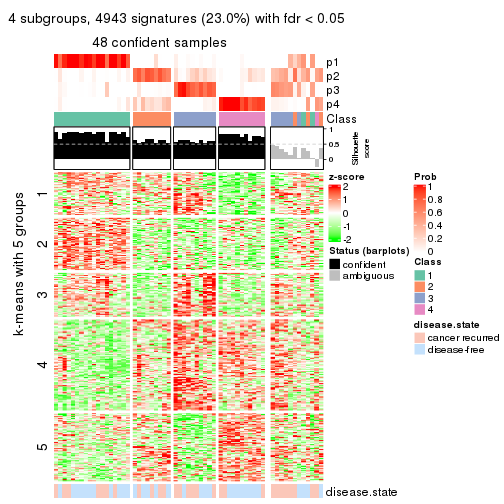 4 subgroups, 4943 signatures (23.0%) with fdr < 0.05
48 confident samples
p1
p2
p3
p4
Class
1
0.5
0
Silhouette
score
k-means with 5 groups
1
2
3
4
5
disease.state
z-score
2
1
0
-1
-2
Status (barplots)
confident
ambiguous
Prob
1
0.8
0.6
0.4
0.2
0
Class
1
2
3
4
disease.state
cancer recurred
disease-free